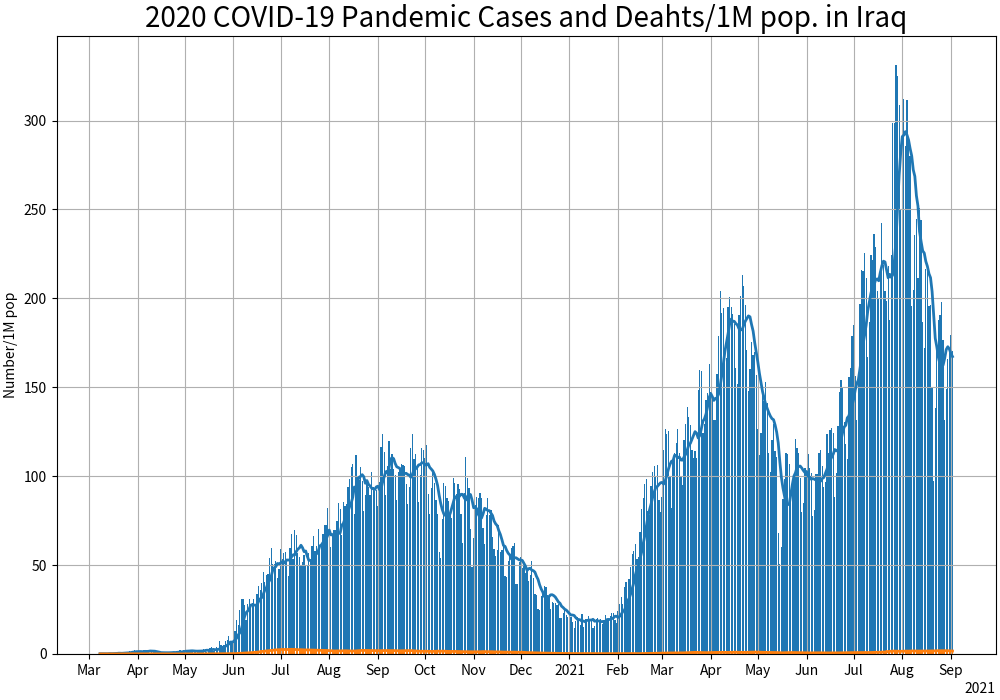 2020 COVID-19 Pandemic Cases and Deahts/1M pop. in Iraq
Number/1M pop
300
250
200
150
100
50
0
Mar Apr May Jun Jul Aug Sep Oct Nov Dec 2021 Feb Mar Apr May Jun Jul Aug Sep
2021